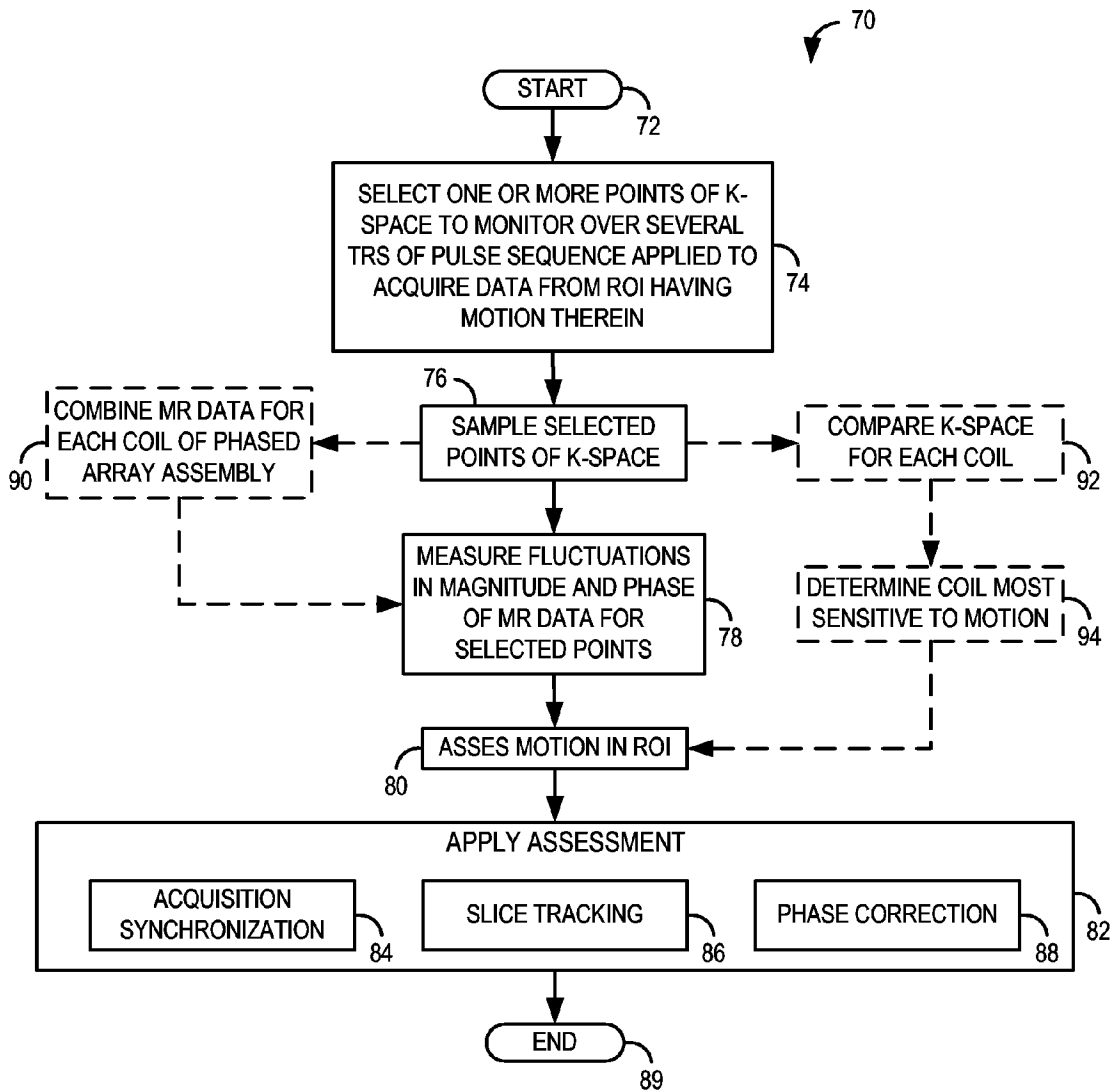 70
START
72
SELECT ONE OR MORE POINTS OF K-
SPACE TO MONITOR OVER SEVERAL
TRS OF PULSE SEQUENCE APPLIED TO
ACQUIRE DATA FROM ROI HAVING
MOTION THEREIN
74
76
SAMPLE SELECTED
POINTS OF K-SPACE
COMBINE MR DATA FOR
EACH COIL OF PHASED
ARRAY ASSEMBLY
90
COMPARE K-SPACE
FOR EACH COIL
92
MEASURE FLUCTUATIONS
IN MAGNITUDE AND PHASE
OF MR DATA FOR
SELECTED POINTS
78
DETERMINE COIL MOST
SENSITIVE TO MOTION
94
ASSES MOTION IN ROI
80
APPLY ASSESSMENT
82
ACQUISITION
SYNCHRONIZATION
84
SLICE TRACKING
86
PHASE CORRECTION
88
END
89